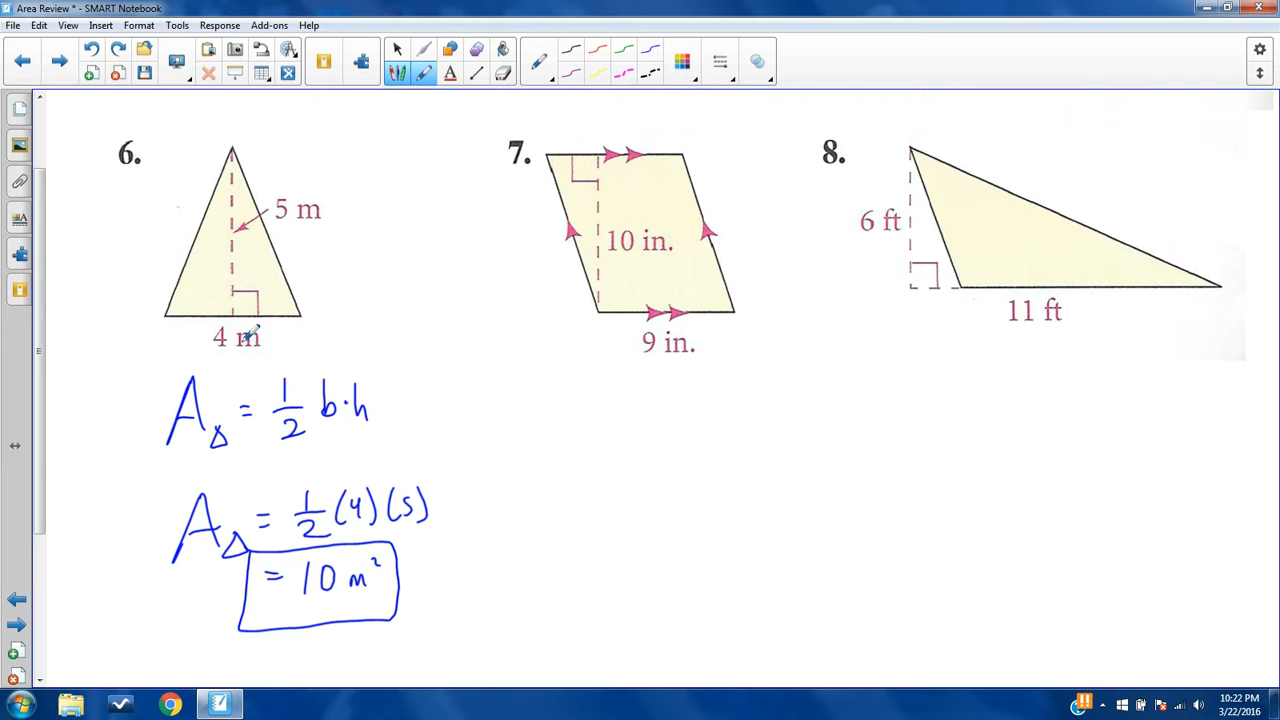 Area Review * - SMART Notebook
File Edit View Insert Format Tools Response Add-ons Help
6.
5 m
4 m
7.
10 in.
9 in.
8.
6 ft
11 ft
A△ = 1/2 b·h
A△ = 1/2 (4)(5)
= 10 m²
10:22 PM
3/22/2016